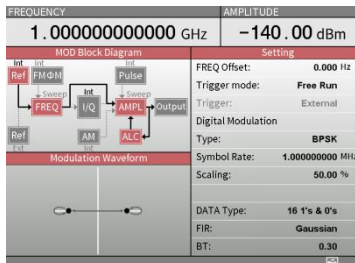 FREQUENCY
AMPLITUDE
1.000000000000 GHz
-140.00 dBm
MOD Block Diagram
Setting
Int
Int
Int
Ref
FMΦM
Pulse
Sweep
Int
Sweep
FREQ
I/Q
AMPL
Output
Ref
AM
ALC
Ext
Int
Modulation Waveform
FREQ Offset: 0.000 Hz
Trigger mode: Free Run
Trigger: External
Digital Modulation
Type: BPSK
Symbol Rate: 1.000000000 MHz
Scaling: 50.00 %
DATA Type: 16 1's & 0's
FIR: Gaussian
BT: 0.30